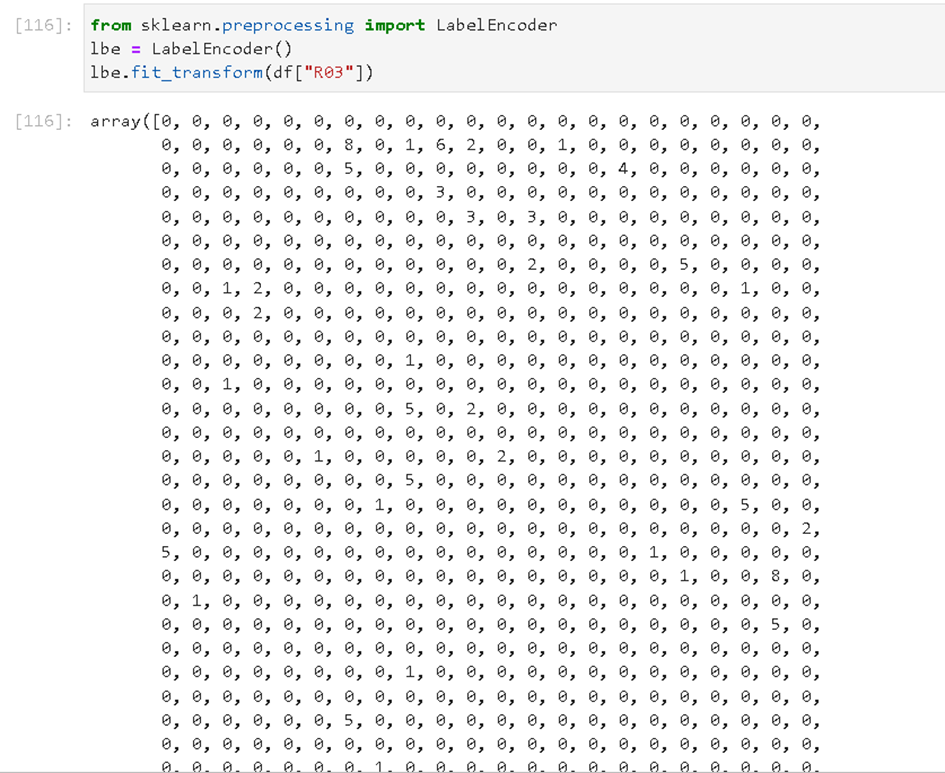 [116]: from sklearn.preprocessing import LabelEncoder
lbe = LabelEncoder()
lbe.fit_transform(df["R03"])
[116]: array([0, 0, 0, 0, 0, 0, 0, 0, 0, 0, 0, 0, 0, 0, 0, 0, 0, 0, 0, 0, 0, 0,
0, 0, 0, 0, 0, 0, 8, 0, 1, 6, 2, 0, 0, 1, 0, 0, 0, 0, 0, 0, 0, 0,
0, 0, 0, 0, 0, 0, 5, 0, 0, 0, 0, 0, 0, 0, 0, 4, 0, 0, 0, 0, 0, 0,
0, 0, 0, 0, 0, 0, 0, 0, 0, 3, 0, 0, 0, 0, 0, 0, 0, 0, 0, 0, 0, 0,
0, 0, 0, 0, 0, 0, 0, 0, 0, 0, 3, 0, 3, 0, 0, 0, 0, 0, 0, 0, 0, 0,
0, 0, 0, 0, 0, 0, 0, 0, 0, 0, 0, 0, 0, 0, 0, 0, 0, 0, 0, 0, 0, 0,
0, 0, 0, 0, 0, 0, 0, 0, 0, 0, 0, 0, 2, 0, 0, 0, 0, 5, 0, 0, 0, 0,
0, 0, 1, 2, 0, 0, 0, 0, 0, 0, 0, 0, 0, 0, 0, 0, 0, 0, 0, 1, 0, 0,
0, 0, 0, 2, 0, 0, 0, 0, 0, 0, 0, 0, 0, 0, 0, 0, 0, 0, 0, 0, 0, 0,
0, 0, 0, 0, 0, 0, 0, 0, 0, 0, 0, 0, 0, 0, 0, 0, 0, 0, 0, 0, 0, 0,
0, 0, 0, 0, 0, 0, 0, 0, 1, 0, 0, 0, 0, 0, 0, 0, 0, 0, 0, 0, 0, 0,
0, 0, 1, 0, 0, 0, 0, 0, 0, 0, 0, 0, 0, 0, 0, 0, 0, 0, 0, 0, 0, 0,
0, 0, 0, 0, 0, 0, 0, 0, 5, 0, 2, 0, 0, 0, 0, 0, 0, 0, 0, 0, 0, 0,
0, 0, 0, 0, 0, 0, 0, 0, 0, 0, 0, 0, 0, 0, 0, 0, 0, 0, 0, 0, 0, 0,
0, 0, 0, 0, 0, 1, 0, 0, 0, 0, 0, 2, 0, 0, 0, 0, 0, 0, 0, 0, 0, 0,
0, 0, 0, 0, 0, 0, 0, 0, 5, 0, 0, 0, 0, 0, 0, 0, 0, 0, 0, 0, 0, 0,
0, 0, 0, 0, 0, 0, 0, 1, 0, 0, 0, 0, 0, 0, 0, 0, 0, 0, 0, 5, 0, 0,
0, 0, 0, 0, 0, 0, 0, 0, 0, 0, 0, 0, 0, 0, 0, 0, 0, 0, 0, 0, 0, 2,
5, 0, 0, 0, 0, 0, 0, 0, 0, 0, 0, 0, 0, 0, 0, 0, 1, 0, 0, 0, 0, 0,
0, 0, 0, 0, 0, 0, 0, 0, 0, 0, 0, 0, 0, 0, 0, 0, 0, 1, 0, 0, 8, 0,
0, 1, 0, 0, 0, 0, 0, 0, 0, 0, 0, 0, 0, 0, 0, 0, 0, 0, 0, 0, 0, 0,
0, 0, 0, 0, 0, 0, 0, 0, 0, 0, 0, 0, 0, 0, 0, 0, 0, 0, 0, 0, 5, 0,
0, 0, 0, 0, 0, 0, 0, 0, 0, 0, 0, 0, 0, 0, 0, 0, 0, 0, 0, 0, 0, 0,
0, 0, 0, 0, 0, 0, 0, 0, 1, 0, 0, 0, 0, 0, 0, 0, 0, 0, 0, 0, 0, 0,
0, 0, 0, 0, 0, 0, 0, 0, 0, 0, 0, 0, 0, 0, 0, 0, 0, 0, 0, 0, 0, 0,
0, 0, 0, 0, 0, 0, 5, 0, 0, 0, 0, 0, 0, 0, 0, 0, 0, 0, 0, 0, 0, 0,
0, 0, 0, 0, 0, 0, 0, 0, 0, 0, 0, 0, 0, 0, 0, 0, 0, 0, 0, 0, 0, 0,
0, 0, 0, 0, 0, 0, 0, 1, 0, 0, 0, 0, 0, 0, 0, 0, 0, 0, 0, 0, 0, 0,